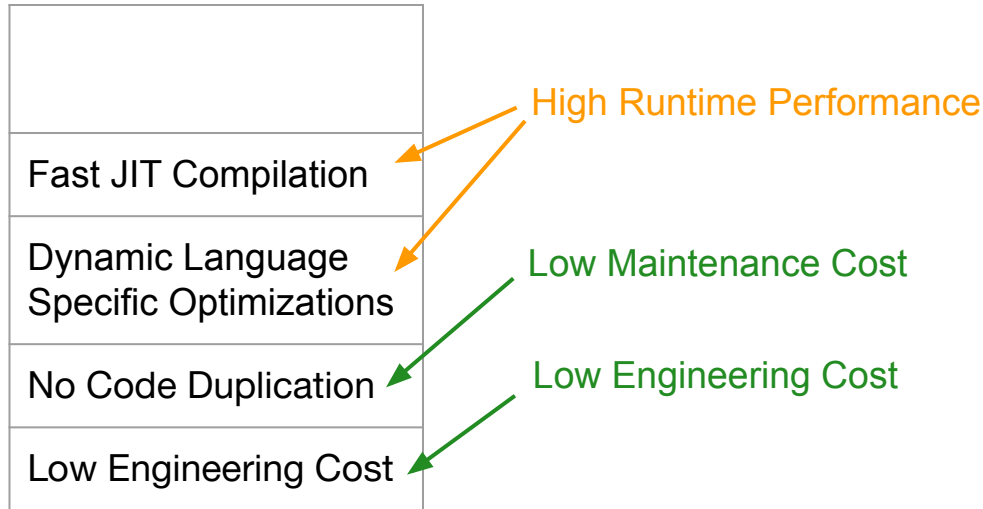 High Runtime Performance
Fast JIT Compilation
Dynamic Language
Specific Optimizations
Low Maintenance Cost
No Code Duplication
Low Engineering Cost
Low Engineering Cost